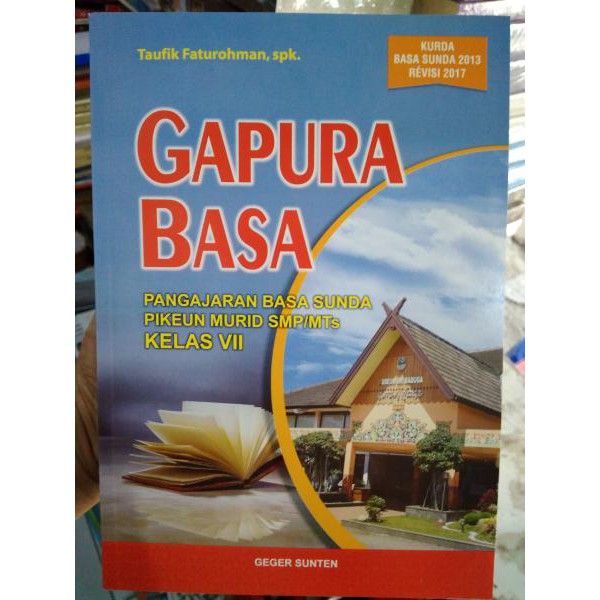 Taufik Faturohman, spk.
KURDA
BASA SUNDA 2013
RÉVISI 2017
GAPURA
BASA
PANGAJARAN BASA SUNDA
PIKEUN MURID SMP/MTs
KELAS VII
GEGER SUNTEN